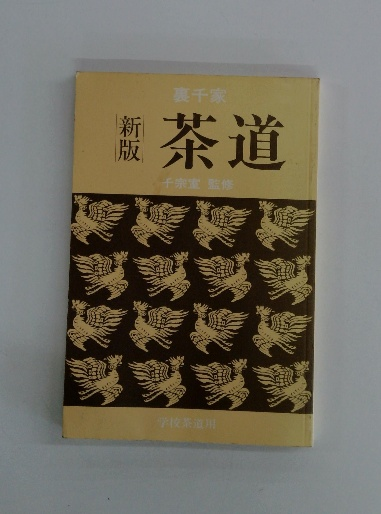 裏千家
新版 茶道
千宗室 監修
学校茶道用